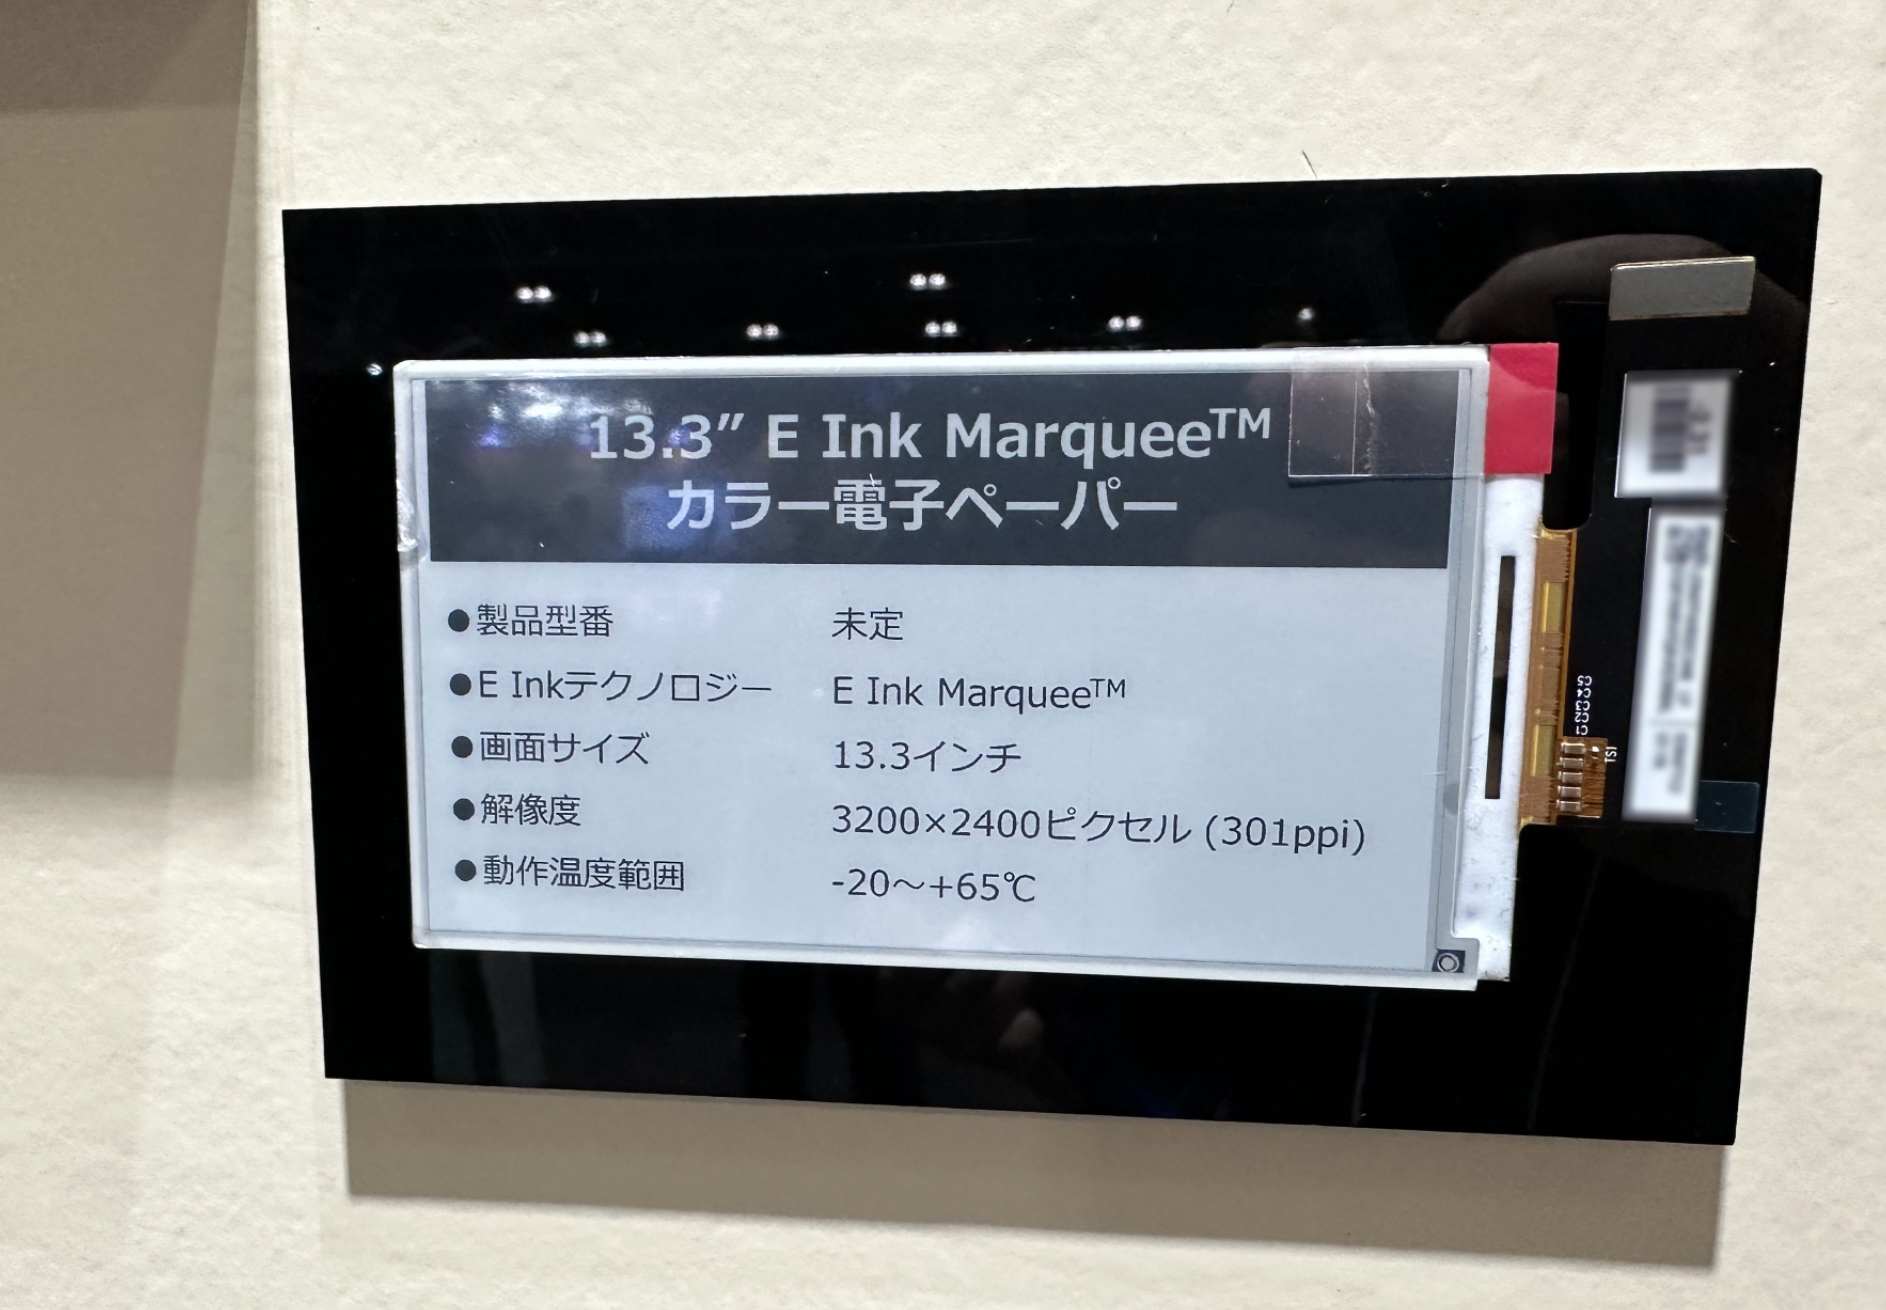 13.3” E Ink Marquee™
カラー電子ペーパー
●製品型番 未定
●E Inkテクノロジー E Ink Marquee™
●画面サイズ 13.3インチ
●解像度 3200×2400ピクセル (301ppi)
●動作温度範囲 -20～+65℃